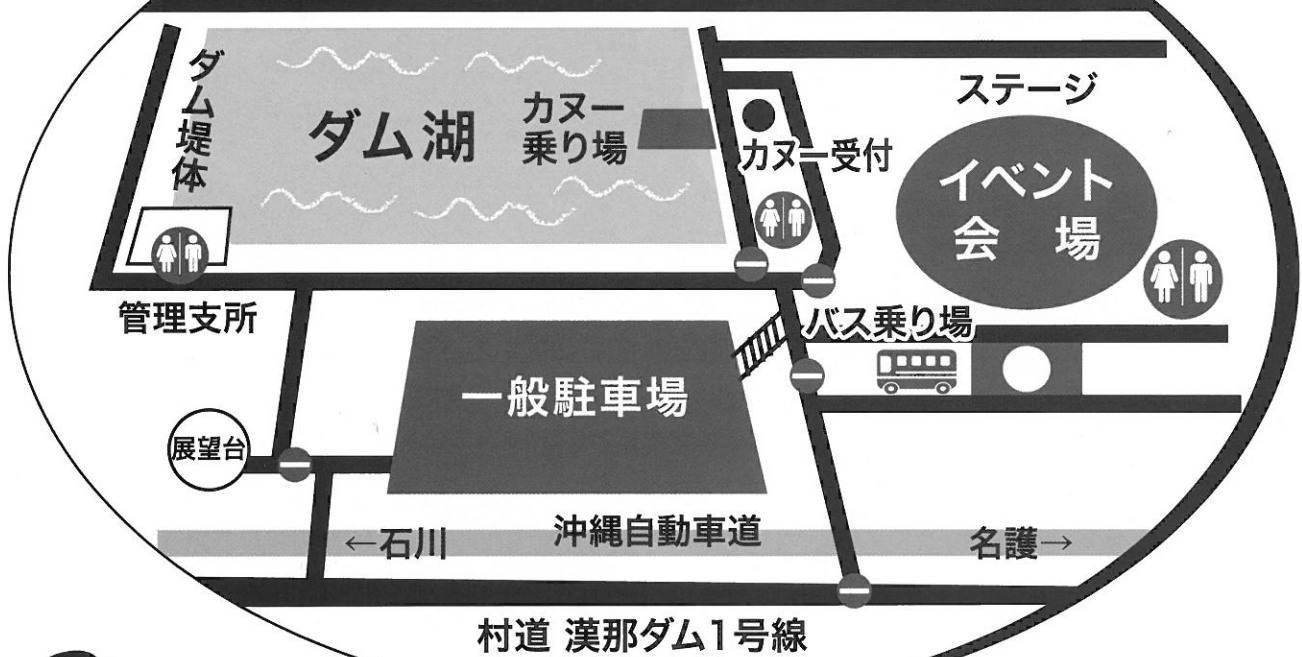 ダム堤体
ダム湖
カヌー
乗り場
カヌー受付
ステージ
イベント
会 場
管理支所
バス乗り場
一般駐車場
展望台
←石川
沖縄自動車道
名護→
村道 漢那ダム1号線